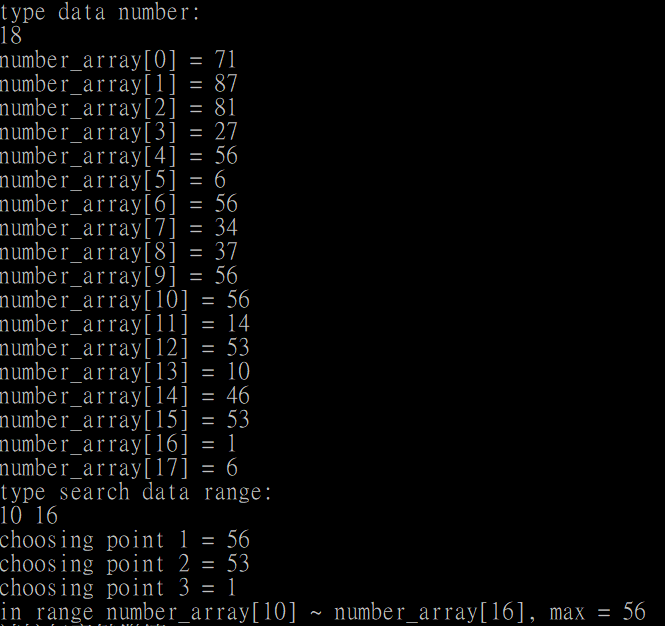 type data number:
18
number_array[0] = 71
number_array[1] = 87
number_array[2] = 81
number_array[3] = 27
number_array[4] = 56
number_array[5] = 6
number_array[6] = 56
number_array[7] = 34
number_array[8] = 37
number_array[9] = 56
number_array[10] = 56
number_array[11] = 14
number_array[12] = 53
number_array[13] = 10
number_array[14] = 46
number_array[15] = 53
number_array[16] = 1
number_array[17] = 6
type search data range:
10 16
choosing point 1 = 56
choosing point 2 = 53
choosing point 3 = 1
in range number_array[10] ~ number_array[16], max = 56